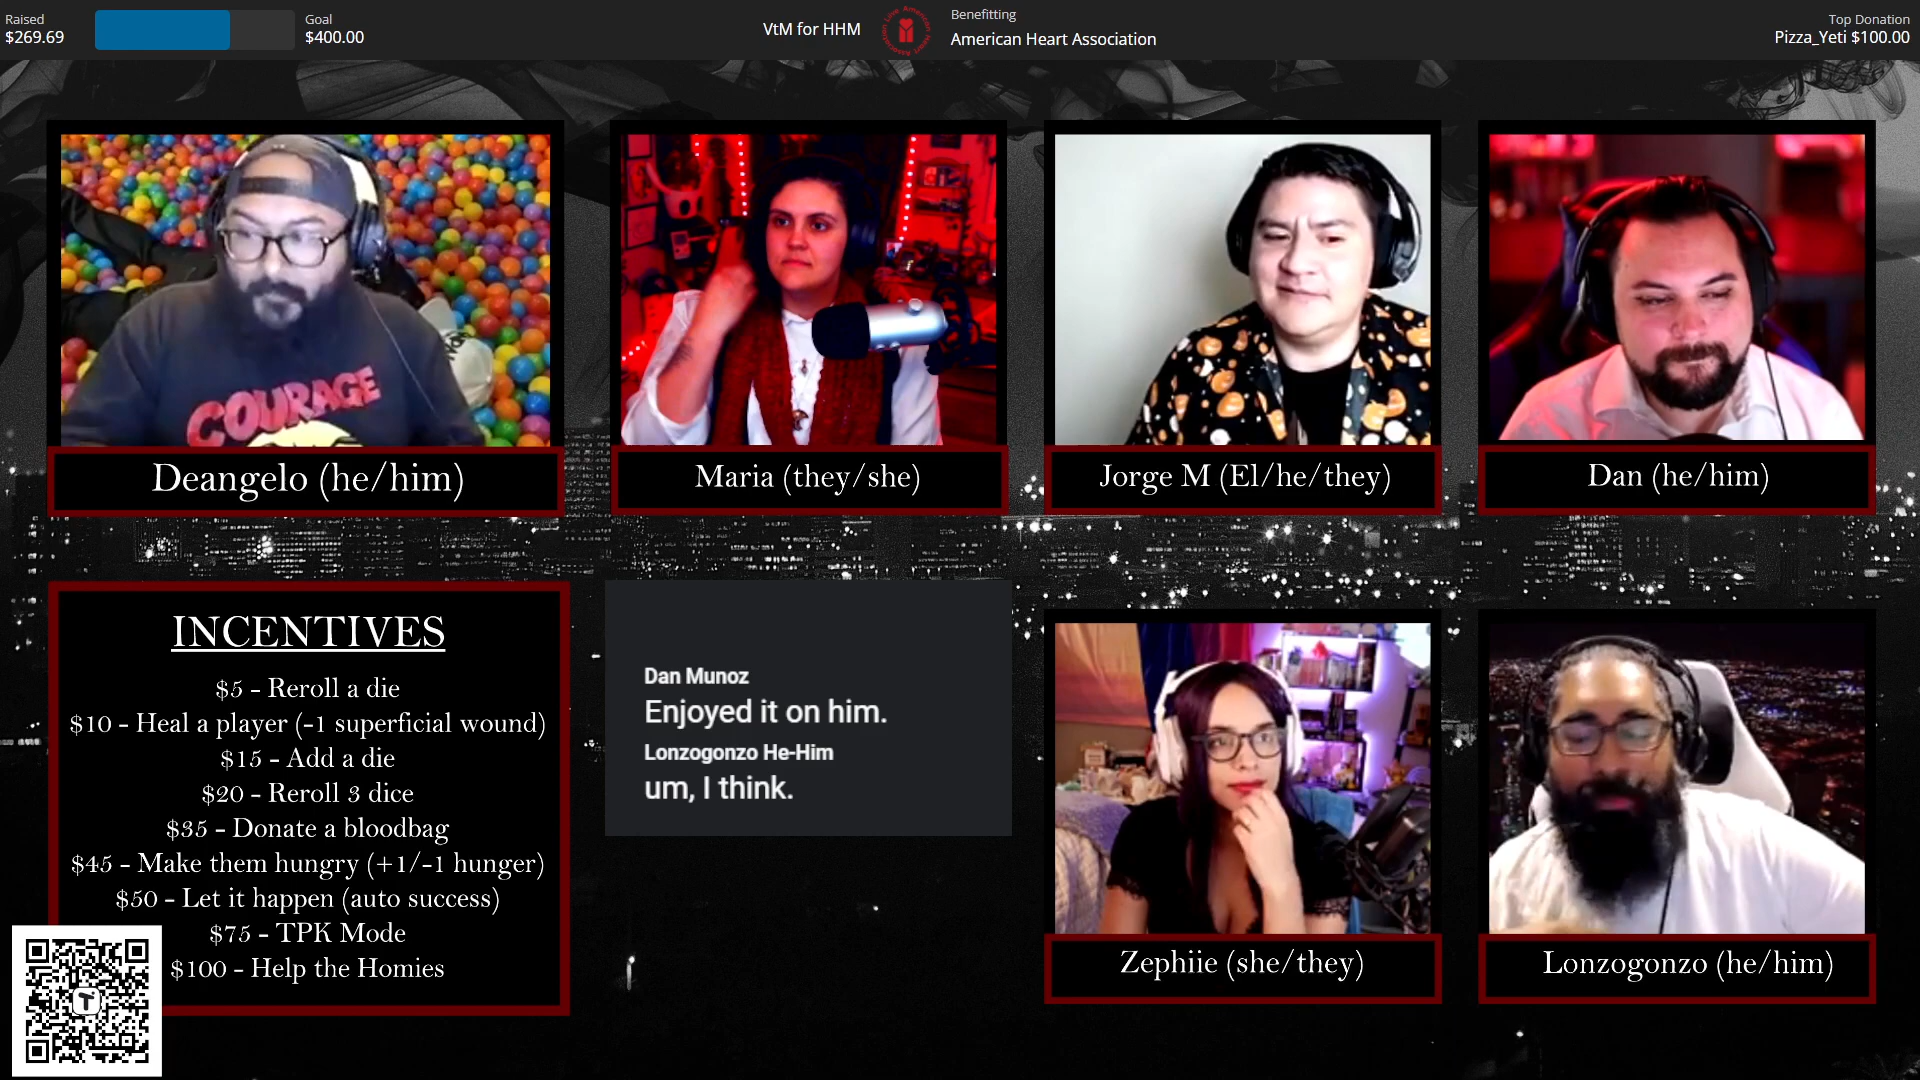 Raised
$269.69
Goal
$400.00
VtM for HHM
Benefitting
American Heart Association
Top Donation
Pizza_Yeti $100.00
COURAGE
Deangelo (he/him)
Maria (they/she)
Jorge M (El/he/they)
Dan (he/him)
INCENTIVES
$5 - Reroll a die
$10 - Heal a player (-1 superficial wound)
$15 - Add a die
$20 - Reroll 3 dice
$35 - Donate a bloodbag
$45 - Make them hungry (+1/-1 hunger)
$50 - Let it happen (auto success)
$75 - TPK Mode
$100 - Help the Homies
Dan Munoz
Enjoyed it on him.
Lonzogonzo He-Him
um, I think.
Zephiie (she/they)
Lonzogonzo (he/him)